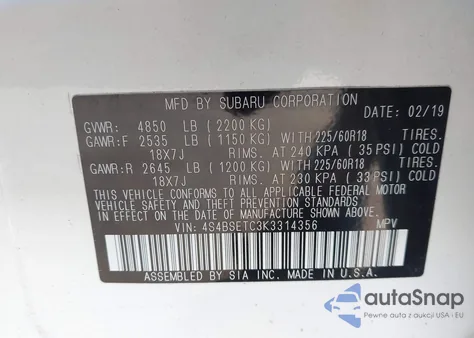 MFD BY SUBARU CORPORATION
DATE: 02/19
GVWR: 4850 LB (2200 KG)
GAWR:F 2535 LB (1150 KG) WITH 225/60R18 TIRES.
18X7J RIMS. AT 240 KPA (35 PSI) COLD
GAWR:R 2645 LB (1200 KG) WITH 225/60R18 TIRES.
18X7J RIMS. AT 230 KPA (33 PSI) COLD
THIS VEHICLE CONFORMS TO ALL APPLICABLE FEDERAL MOTOR
VEHICLE SAFETY AND THEFT PREVENTION STANDARDS IN
EFFECT ON THE DATE OF MANUFACTURE SHOWN ABOVE.
VIN: 4S4BSETC3K3314356 MPV
ASSEMBLED BY SIA INC. MADE IN U.S.A.
autoSnap
Pewne auta z aukcji USA i EU